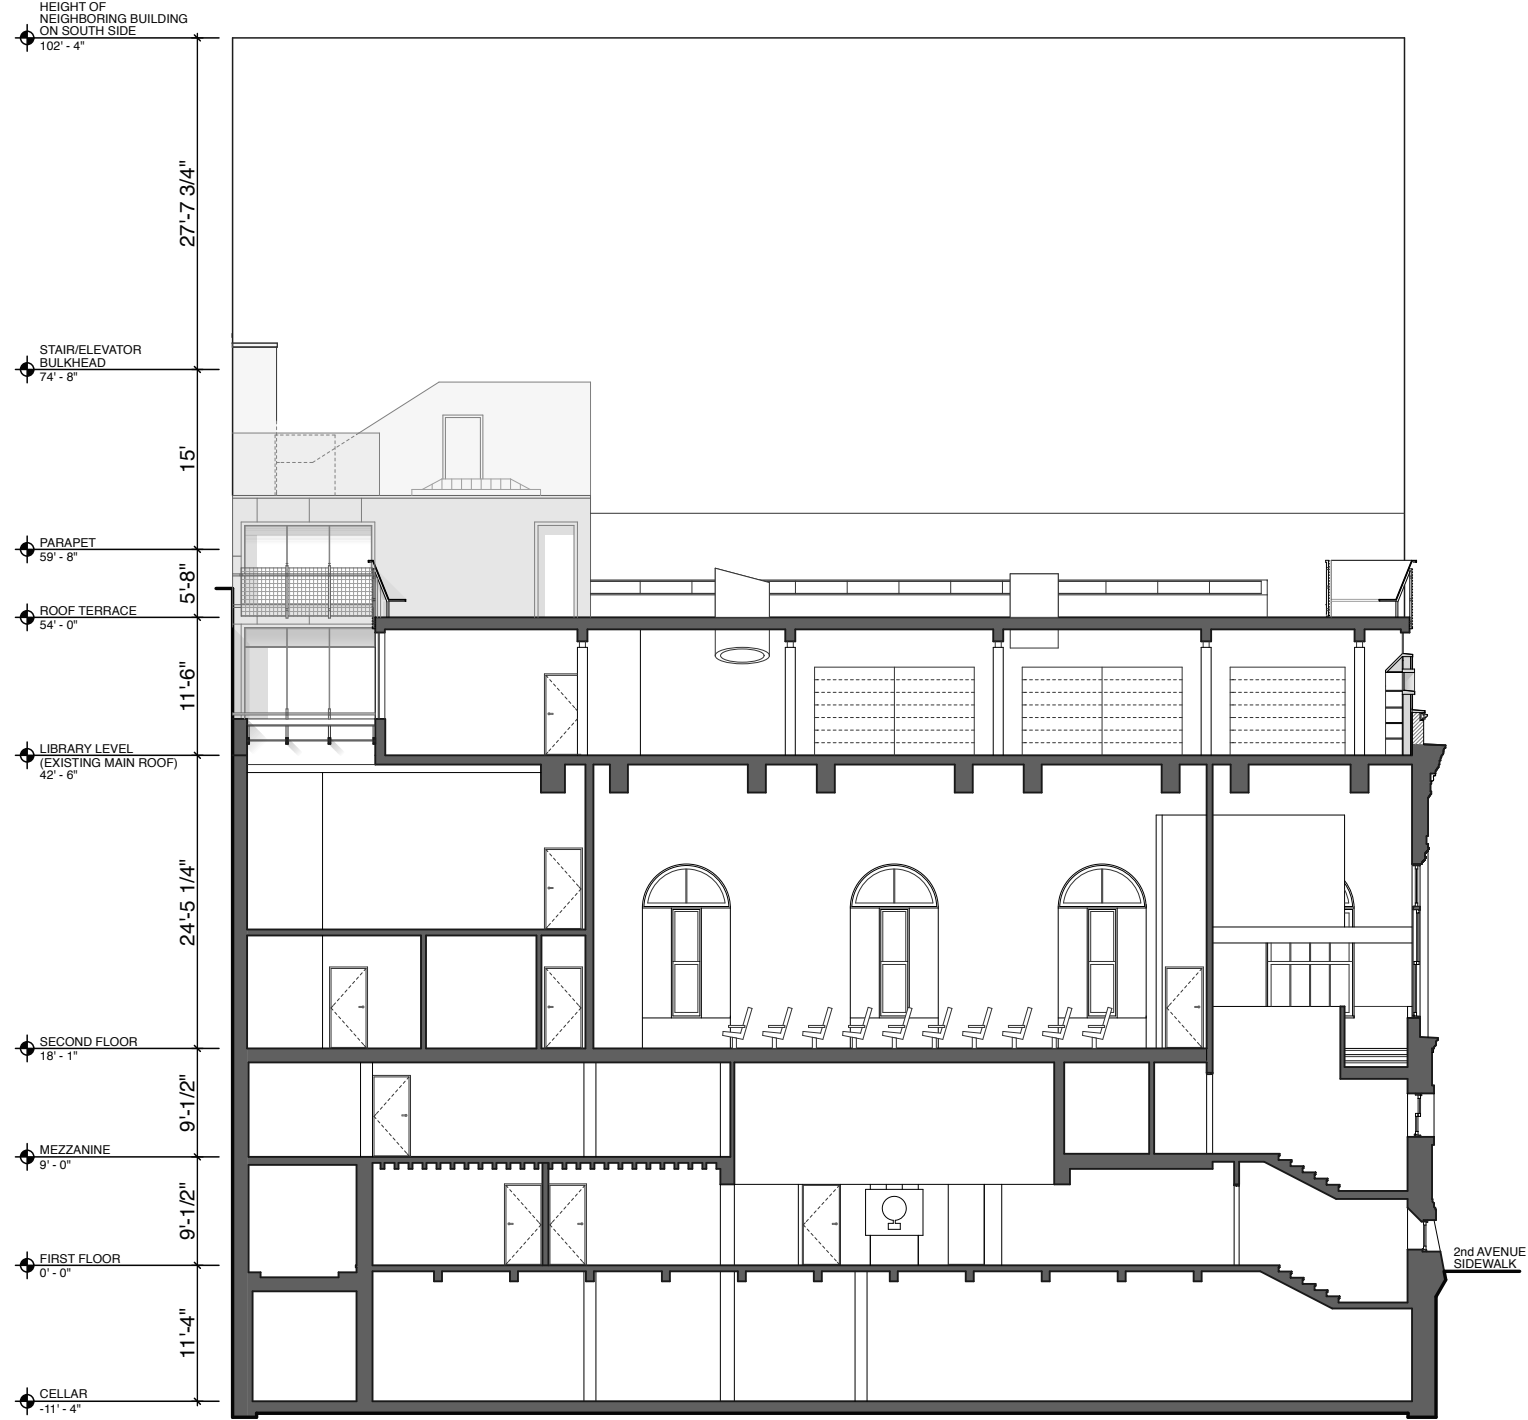 HEIGHT OF
NEIGHBORING BUILDING
ON SOUTH SIDE
102' - 4"
27'-7 3/4"
STAIR/ELEVATOR
BULKHEAD
74' - 8"
15'
PARAPET
59' - 8"
5'-8"
ROOF TERRACE
54' - 0"
11'-6"
LIBRARY LEVEL
(EXISTING MAIN ROOF)
42' - 6"
24'-5 1/4"
SECOND FLOOR
18' - 1"
9'-1/2"
MEZZANINE
9' - 0"
9'-1/2"
FIRST FLOOR
0' - 0"
2nd AVENUE
SIDEWALK
11'-4"
CELLAR
-11' - 4"